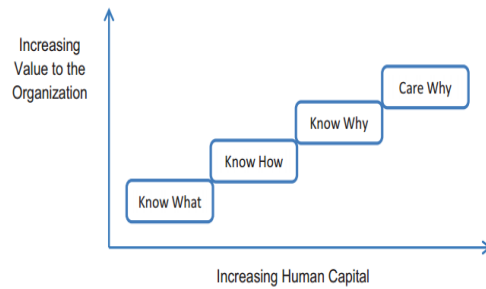 Increasing
Value to the
Organization
Care Why
Know Why
Know How
Know What
Increasing Human Capital